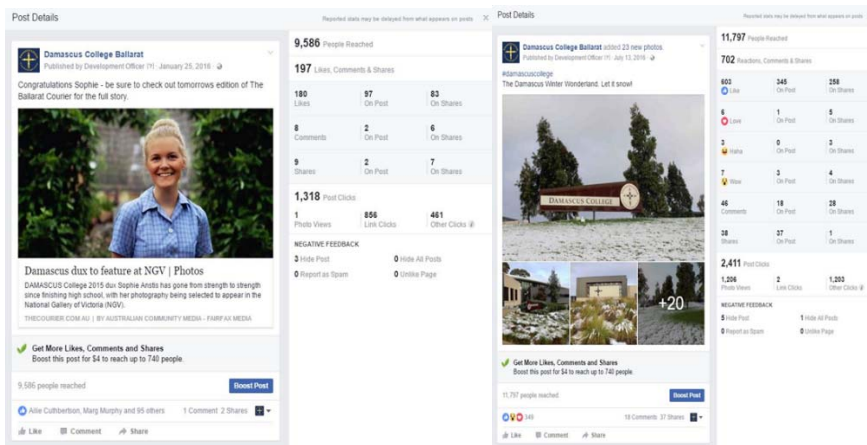 Post Details
Reported stats may be delayed from what appears on posts
Damascus College Ballarat
Published by Development Officer [?] · January 25, 2016 ·
Congratulations Sophie - be sure to check out tomorrows edition of The
Ballarat Courier for the full story.
Damascus dux to feature at NGV | Photos
DAMASCUS College 2015 dux Sophie Anstis has gone from strength to strength
since finishing high school, with her photography being selected to appear in the
National Gallery of Victoria (NGV).
THECOURIER.COM.AU | BY AUSTRALIAN COMMUNITY MEDIA - FAIRFAX MEDIA
Get More Likes, Comments and Shares
Boost this post for $4 to reach up to 740 people.
9,586 people reached
Boost Post
Allie Cuthbertson, Marg Murphy and 95 others
1 Comment 2 Shares
Like Comment Share
9,586 People Reached
197 Likes, Comments & Shares
180 97 83
Likes On Post On Shares
8 2 6
Comments On Post On Shares
9 2 7
Shares On Post On Shares
1,318 Post Clicks
1 856 461
Photo Views Link Clicks Other Clicks
NEGATIVE FEEDBACK
3 Hide Post 0 Hide All Posts
0 Report as Spam 0 Unlike Page
Post Details
Reported stats may be delayed from what appears on posts
Damascus College Ballarat added 23 new photos.
Published by Development Officer [?] · July 13, 2016 ·
#damascuscollege
The Damascus Winter Wonderland. Let it snow!
DAMASCUS COLLEGE
+20
Get More Likes, Comments and Shares
Boost this post for $4 to reach up to 740 people.
11,797 people reached
Boost Post
349
18 Comments 37 Shares
Like Comment Share
11,797 People Reached
702 Reactions, Comments & Shares
603 345 258
Like On Post On Shares
6 1 5
Love On Post On Shares
3 0 3
Haha On Post On Shares
7 3 4
Wow On Post On Shares
46 18 28
Comments On Post On Shares
38 37 1
Shares On Post On Shares
2,411 Post Clicks
1,206 2 1,203
Photo Views Link Clicks Other Clicks
NEGATIVE FEEDBACK
5 Hide Post 1 Hide All Posts
0 Report as Spam 0 Unlike Page